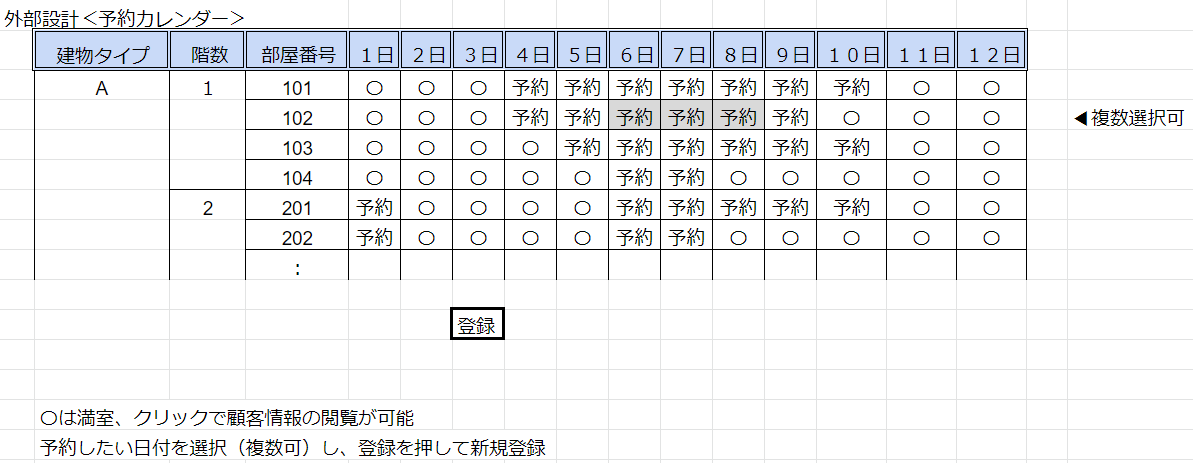 外部設計<予約カレンダー>
建物タイプ 階数 部屋番号 1日 2日 3日 4日 5日 6日 7日 8日 9日 10日 11日 12日
A 1 101 〇 〇 〇 予約 予約 予約 予約 予約 予約 予約 〇 〇
102 〇 〇 〇 予約 予約 予約 予約 予約 予約 〇 〇 〇 ◀複数選択可
103 〇 〇 〇 〇 予約 予約 予約 予約 予約 予約 〇 〇
104 〇 〇 〇 〇 〇 予約 予約 〇 〇 〇 〇 〇
2 201 予約 〇 〇 〇 〇 予約 予約 予約 予約 予約 〇 〇
202 予約 〇 〇 〇 〇 予約 予約 〇 〇 〇 〇 〇
:
登録
〇は満室、クリックで顧客情報の閲覧が可能
予約したい日付を選択（複数可）し、登録を押して新規登録